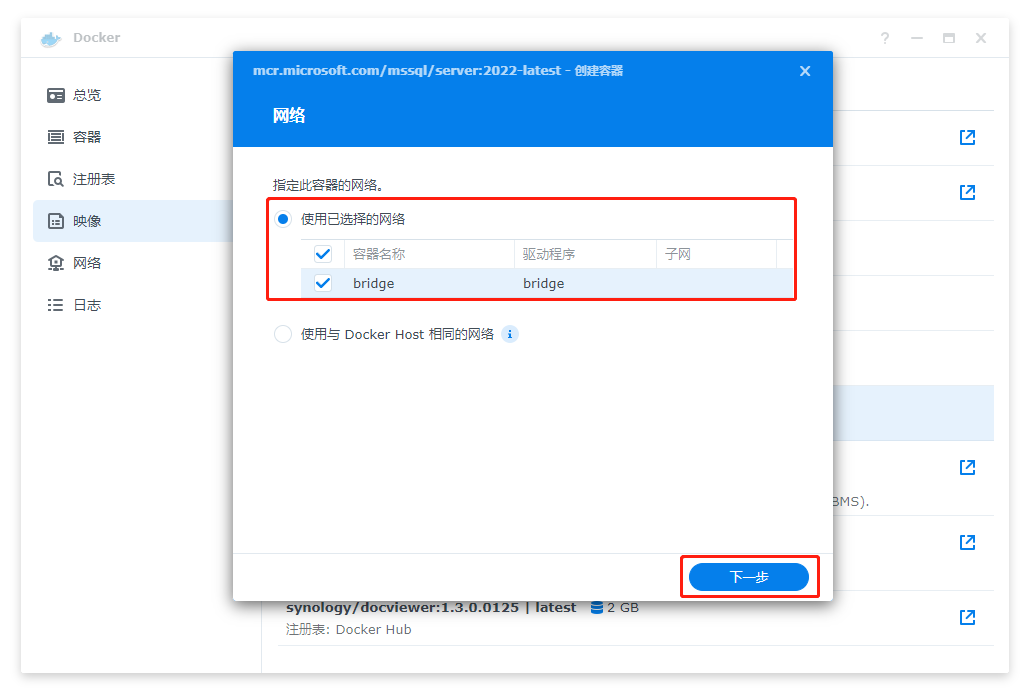 Docker
总览
容器
注册表
映像
网络
日志
mcr.microsoft.com/mssql/server:2022-latest - 创建容器
网络
指定此容器的网络。
使用已选择的网络
容器名称 驱动程序 子网
bridge bridge
使用与 Docker Host 相同的网络
下一步
BMS).
synology/docviewer:1.3.0.0125 | latest 2 GB
注册表: Docker Hub